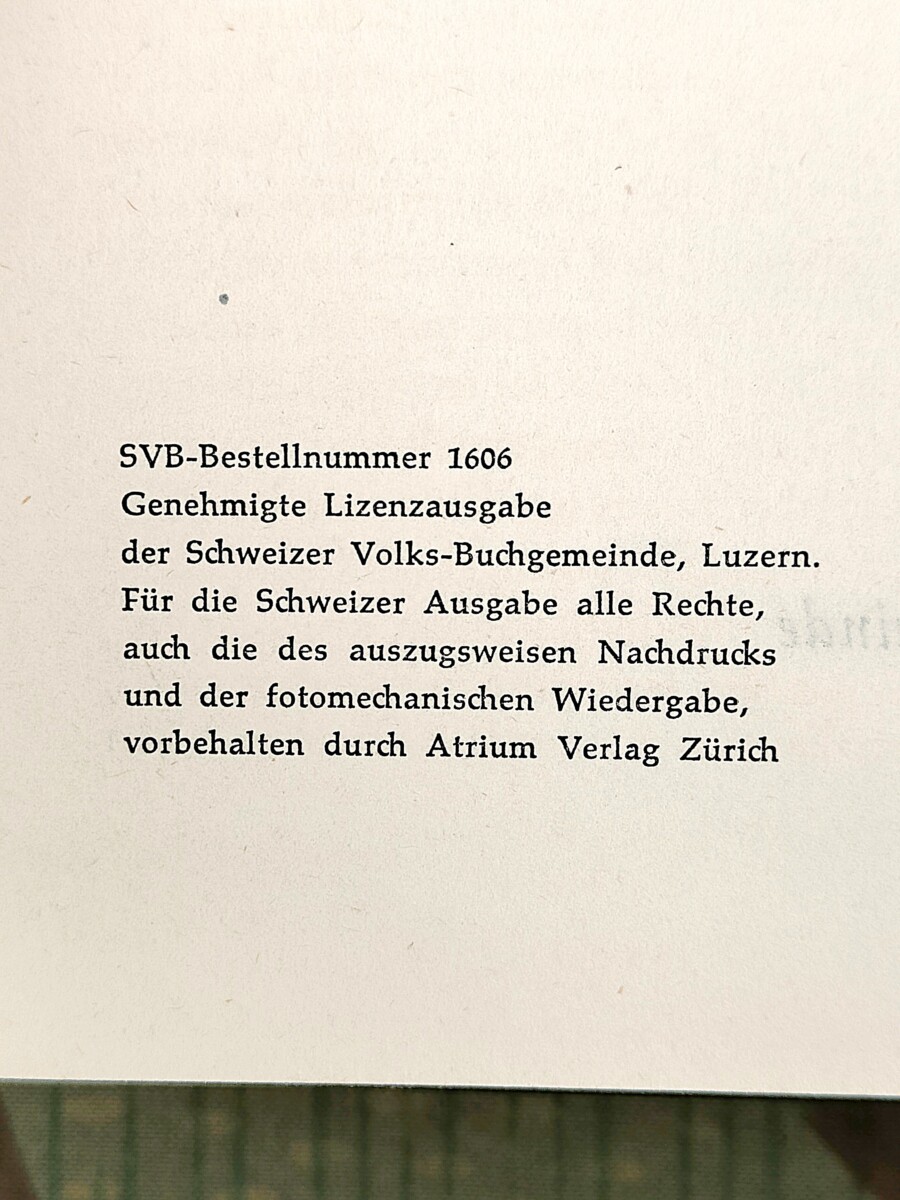 SVB-Bestellnummer 1606
Genehmigte Lizenzausgabe
der Schweizer Volks-Buchgemeinde, Luzern.
Für die Schweizer Ausgabe alle Rechte,
auch die des auszugsweisen Nachdrucks
und der fotomechanischen Wiedergabe,
vorbehalten durch Atrium Verlag Zürich